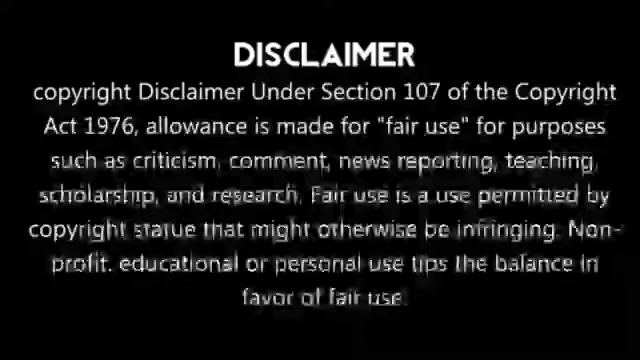 DISCLAIMER
copyright Disclaimer Under Section 107 of the Copyright
Act 1976, allowance is made for "fair use" for purposes
such as criticism, comment, news reporting, teaching,
scholarship, and research. Fair use is a use permitted by
copyright statue that might otherwise be infringing. Non-
profit. educational or personal use tips the balance in
favor of fair use.